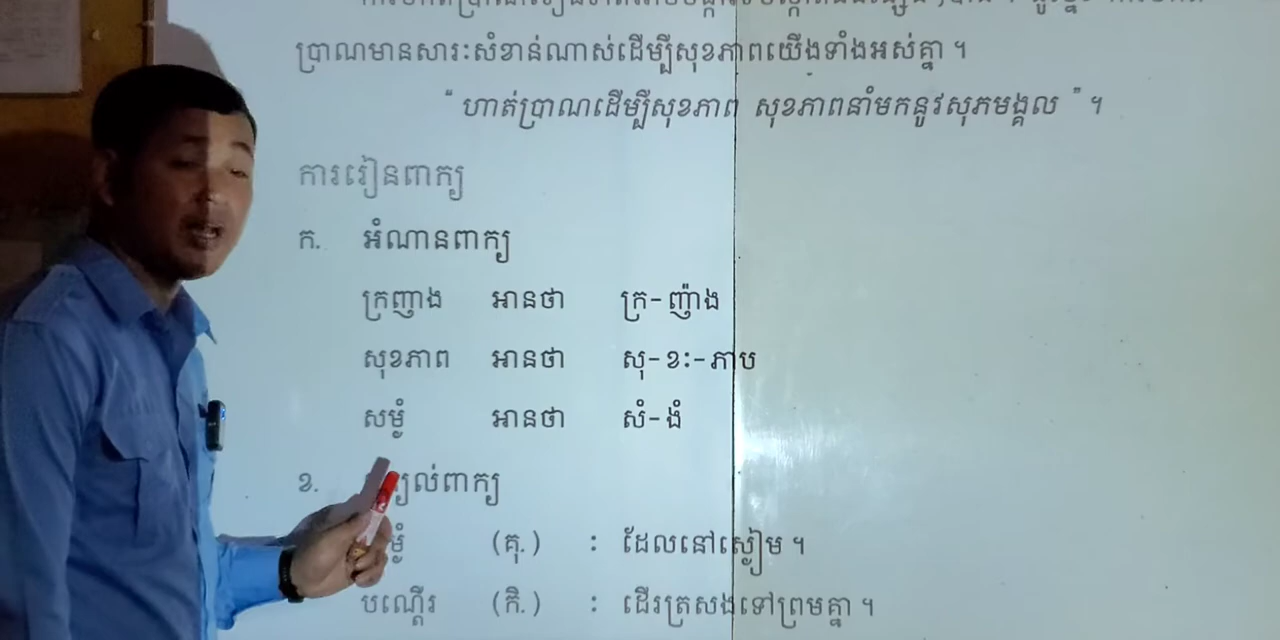 ប្រាណមានសារៈសំខាន់ណាស់ដើម្បីសុខភាពយើងទាំងអស់គ្នា ។
" ហាត់ប្រាណដើម្បីសុខភាព សុខភាពនាំមកនូវសុភមង្គល " ។
ការរៀនពាក្យ
ក. អំណានពាក្យ
ក្រញាង អានថា ក្រ-ញ៉ាង
សុខភាព អានថា សុ-ខៈ-ភាប
សម្ងំ អានថា សំ-ងំ
ខ. ពាក្យ
(គុ.) : ដែលនៅស្ងៀម ។
បណ្ដើរ (កិ.) : ដើរត្រសងទៅព្រមគ្នា ។